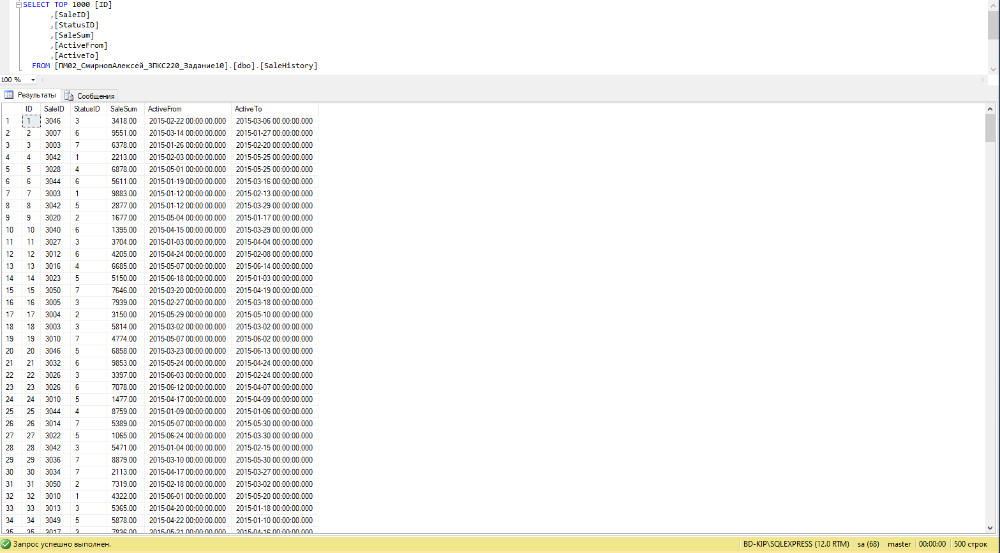 SELECT TOP 1000 [ID]
,[SaleID]
,[StatusID]
,[SaleSum]
,[ActiveFrom]
,[ActiveTo]
FROM [ПМ02_СмирновАлексей_3ПКС220_Задание10].[dbo].[SaleHistory]
100 %
Результаты Сообщения
ID SaleID StatusID SaleSum ActiveFrom ActiveTo
1 1 3046 3 3418.00 2015-02-22 00:00:00.000 2015-03-06 00:00:00.000
2 2 3007 6 9551.00 2015-03-14 00:00:00.000 2015-01-27 00:00:00.000
3 3 3003 7 6378.00 2015-01-26 00:00:00.000 2015-02-20 00:00:00.000
4 4 3042 1 2213.00 2015-02-03 00:00:00.000 2015-05-25 00:00:00.000
5 5 3028 4 6878.00 2015-05-01 00:00:00.000 2015-05-25 00:00:00.000
6 6 3044 6 5611.00 2015-01-19 00:00:00.000 2015-03-16 00:00:00.000
7 7 3003 1 9883.00 2015-01-12 00:00:00.000 2015-02-13 00:00:00.000
8 8 3042 5 2877.00 2015-01-12 00:00:00.000 2015-03-29 00:00:00.000
9 9 3020 2 1677.00 2015-05-04 00:00:00.000 2015-01-17 00:00:00.000
10 10 3040 6 1395.00 2015-04-15 00:00:00.000 2015-03-29 00:00:00.000
11 11 3027 3 3704.00 2015-01-03 00:00:00.000 2015-04-04 00:00:00.000
12 12 3012 6 4205.00 2015-04-24 00:00:00.000 2015-02-08 00:00:00.000
13 13 3016 4 6685.00 2015-05-07 00:00:00.000 2015-06-14 00:00:00.000
14 14 3023 5 5150.00 2015-06-18 00:00:00.000 2015-01-03 00:00:00.000
15 15 3050 7 7646.00 2015-03-20 00:00:00.000 2015-04-19 00:00:00.000
16 16 3005 3 7939.00 2015-02-27 00:00:00.000 2015-03-18 00:00:00.000
17 17 3004 2 3150.00 2015-05-29 00:00:00.000 2015-05-10 00:00:00.000
18 18 3003 3 5814.00 2015-03-02 00:00:00.000 2015-03-02 00:00:00.000
19 19 3010 7 4774.00 2015-05-07 00:00:00.000 2015-06-02 00:00:00.000
20 20 3046 5 6858.00 2015-03-23 00:00:00.000 2015-06-13 00:00:00.000
21 21 3032 6 9853.00 2015-05-24 00:00:00.000 2015-04-24 00:00:00.000
22 22 3026 3 3397.00 2015-06-03 00:00:00.000 2015-02-24 00:00:00.000
23 23 3026 6 7078.00 2015-06-12 00:00:00.000 2015-04-07 00:00:00.000
24 24 3010 5 1477.00 2015-04-17 00:00:00.000 2015-04-09 00:00:00.000
25 25 3044 4 8759.00 2015-01-09 00:00:00.000 2015-01-06 00:00:00.000
26 26 3014 7 5389.00 2015-05-07 00:00:00.000 2015-05-30 00:00:00.000
27 27 3022 5 1065.00 2015-06-24 00:00:00.000 2015-03-30 00:00:00.000
28 28 3042 3 5471.00 2015-01-04 00:00:00.000 2015-02-15 00:00:00.000
29 29 3036 7 8879.00 2015-03-10 00:00:00.000 2015-05-30 00:00:00.000
30 30 3034 7 2113.00 2015-04-17 00:00:00.000 2015-03-27 00:00:00.000
31 31 3050 2 7319.00 2015-02-18 00:00:00.000 2015-03-02 00:00:00.000
32 32 3010 1 4322.00 2015-06-01 00:00:00.000 2015-05-20 00:00:00.000
33 33 3013 3 5365.00 2015-04-20 00:00:00.000 2015-01-18 00:00:00.000
34 34 3049 5 5878.00 2015-04-22 00:00:00.000 2015-01-10 00:00:00.000
35 35 3017 3 7836.00 2015-05-21 00:00:00.000 2015-04-16 00:00:00.000
Запрос успешно выполнен. BD-KIP\SQLEXPRESS (12.0 RTM) sa (68) master 00:00:00 500 строк